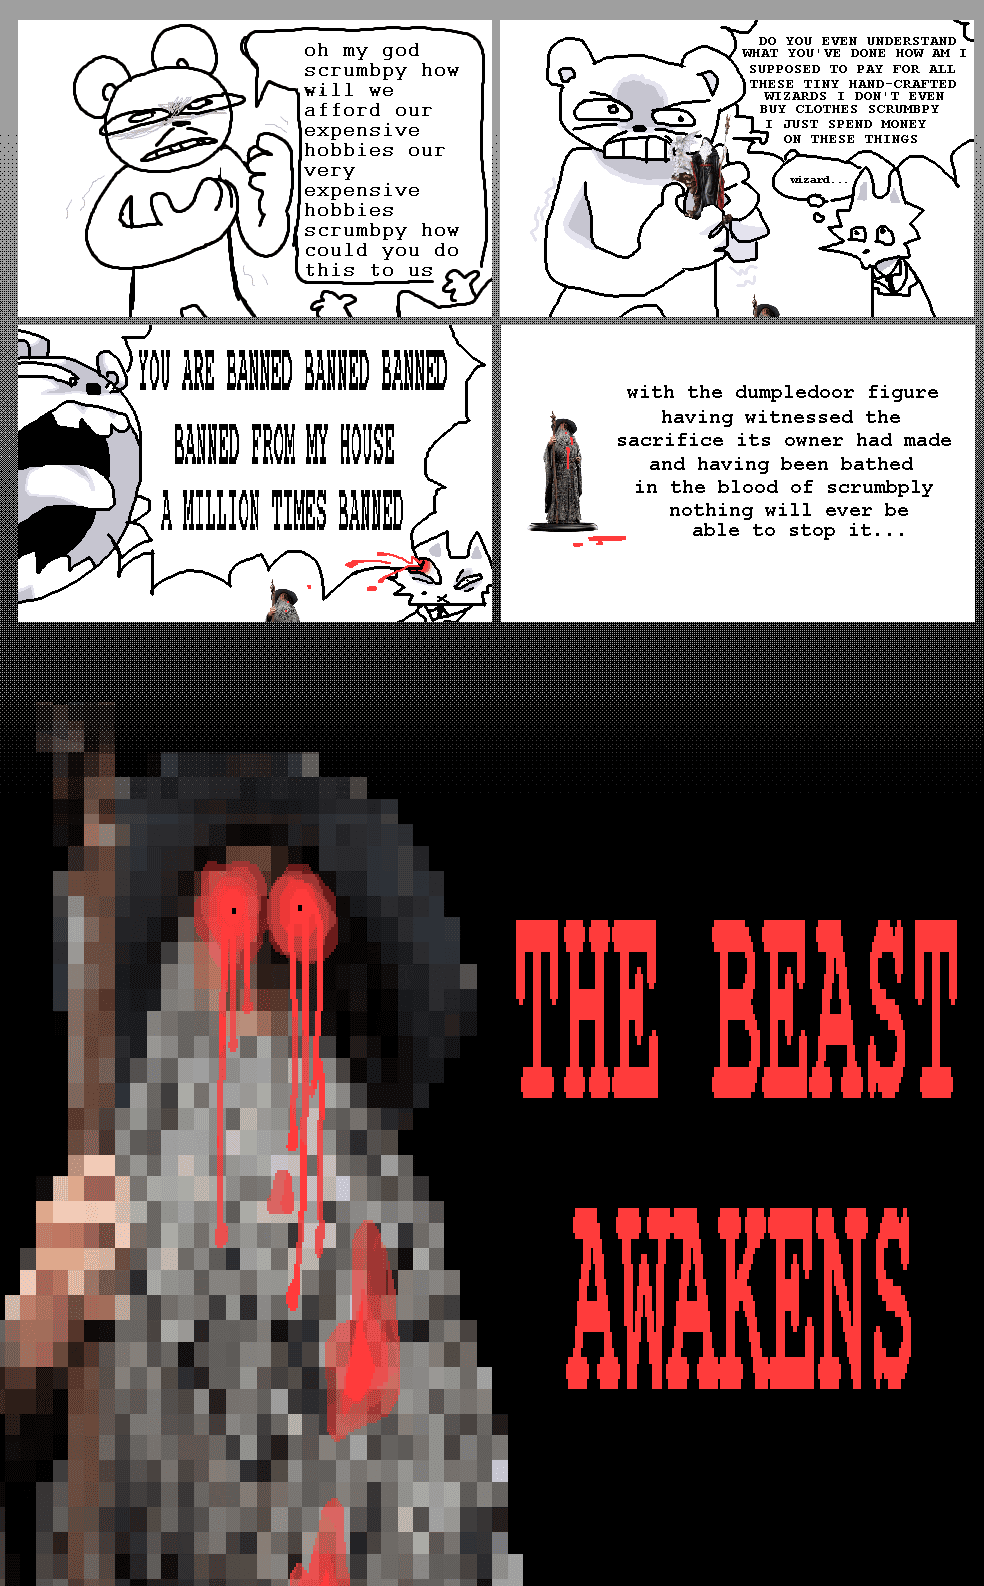 oh my god
scrumbpy how
will we
afford our
expensive
hobbies our
very
expensive
hobbies
scrumbpy how
could you do
this to us
DO YOU EVEN UNDERSTAND
WHAT YOU'VE DONE HOW AM I
SUPPOSED TO PAY FOR ALL
THESE TINY HAND-CRAFTED
WIZARDS I DON'T EVEN
BUY CLOTHES SCRUMBPY
I JUST SPEND MONEY
ON THESE THINGS
wizard...
YOU ARE BANNED BANNED BANNED
BANNED FROM MY HOUSE
A MILLION TIMES BANNED
with the dumpledoor figure
having witnessed the
sacrifice its owner had made
and having been bathed
in the blood of scrumbply
nothing will ever be
able to stop it...
THE BEAST
AWAKENS